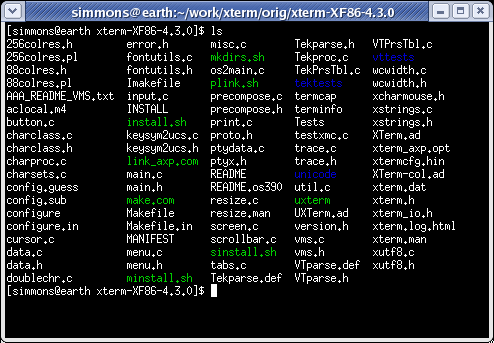 simmons@earth:~/work/xterm/orig/xterm-XF86-4.3.0
[simmons@earth xterm-XF86-4.3.0]$ ls
256colres.h error.h misc.c Tekparse.h VTPrsTbl.c
256colres.pl fontutils.c mkdirs.sh Tekproc.c vttests
88colres.h fontutils.h os2main.c TekPrsTbl.c wcwidth.c
88colres.pl Imakefile plink.sh tektests wcwidth.h
AAA_README_VMS.txt input.c precompose.c termcap xcharmouse.h
aclocal.m4 INSTALL precompose.h terminfo xstrings.c
button.c install.sh print.c Tests xstrings.h
charclass.c keysym2ucs.c proto.h testxmc.c XTerm.ad
charclass.h keysym2ucs.h ptydata.c trace.c xterm_axp.opt
charproc.c link_axp.com ptyx.h trace.h xtermcfg.hin
charsets.c main.c README unicode XTerm-col.ad
config.guess main.h README.os390 util.c xterm.dat
config.sub make.com resize.c uxterm xterm.h
configure Makefile resize.man UXTerm.ad xterm_io.h
configure.in Makefile.in screen.c version.h xterm.log.html
cursor.c MANIFEST scrollbar.c vms.c xterm.man
data.c menu.c sinstall.sh vms.h xutf8.c
data.h menu.h tabs.c VTparse.def xutf8.h
doublechr.c minstall.sh Tekparse.def VTparse.h
[simmons@earth xterm-XF86-4.3.0]$